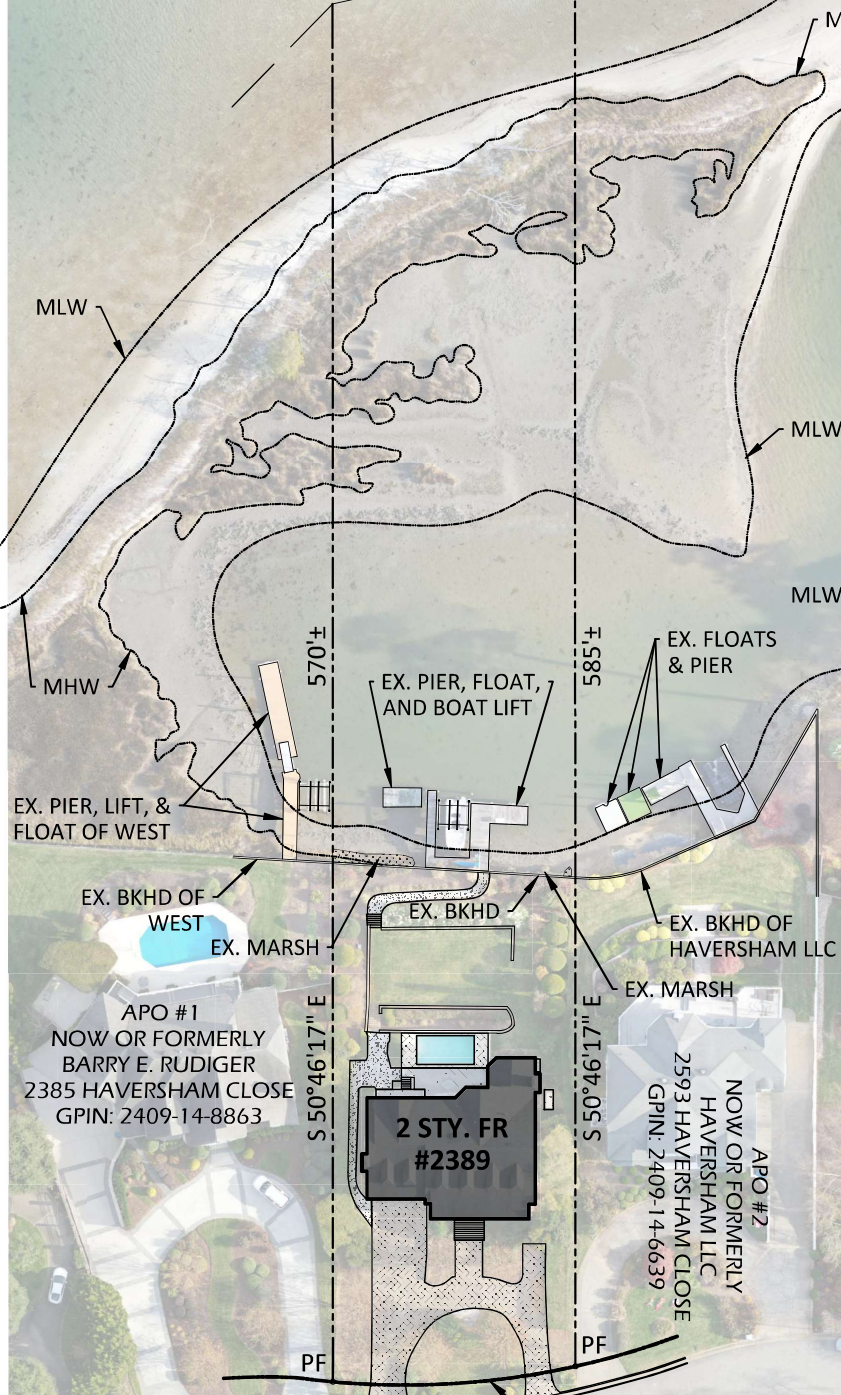 M
MLW
MLW
MLW
570'±
585'±
EX. FLOATS
& PIER
MHW
EX. PIER, FLOAT,
AND BOAT LIFT
EX. PIER, LIFT, &
FLOAT OF WEST
EX. BKHD OF
WEST
EX. BKHD
EX. BKHD OF
HAVERSHAM LLC
EX. MARSH
EX. MARSH
APO #1
NOW OR FORMERLY
BARRY E. RUDIGER
2385 HAVERSHAM CLOSE
GPIN: 2409-14-8863
S 50°46'17" E
S 50°46'17" E
2 STY. FR
#2389
APO #2
NOW OR FORMERLY
HAVERSHAM LLC
2593 HAVERSHAM CLOSE
GPIN: 2409-14-6639
PF
PF